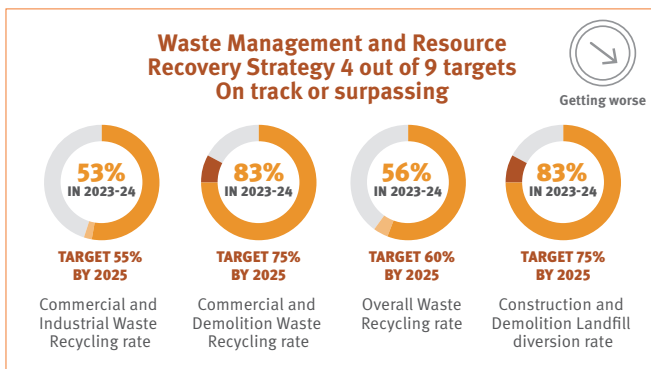 Waste Management and Resource
Recovery Strategy 4 out of 9 targets
On track or surpassing
Getting worse
53%
IN 2023-24
TARGET 55%
BY 2025
Commercial and
Industrial Waste
Recycling rate
83%
IN 2023-24
TARGET 75%
BY 2025
Commercial and
Demolition Waste
Recycling rate
56%
IN 2023-24
TARGET 60%
BY 2025
Overall Waste
Recycling rate
83%
IN 2023-24
TARGET 75%
BY 2025
Construction and
Demolition Landfill
diversion rate